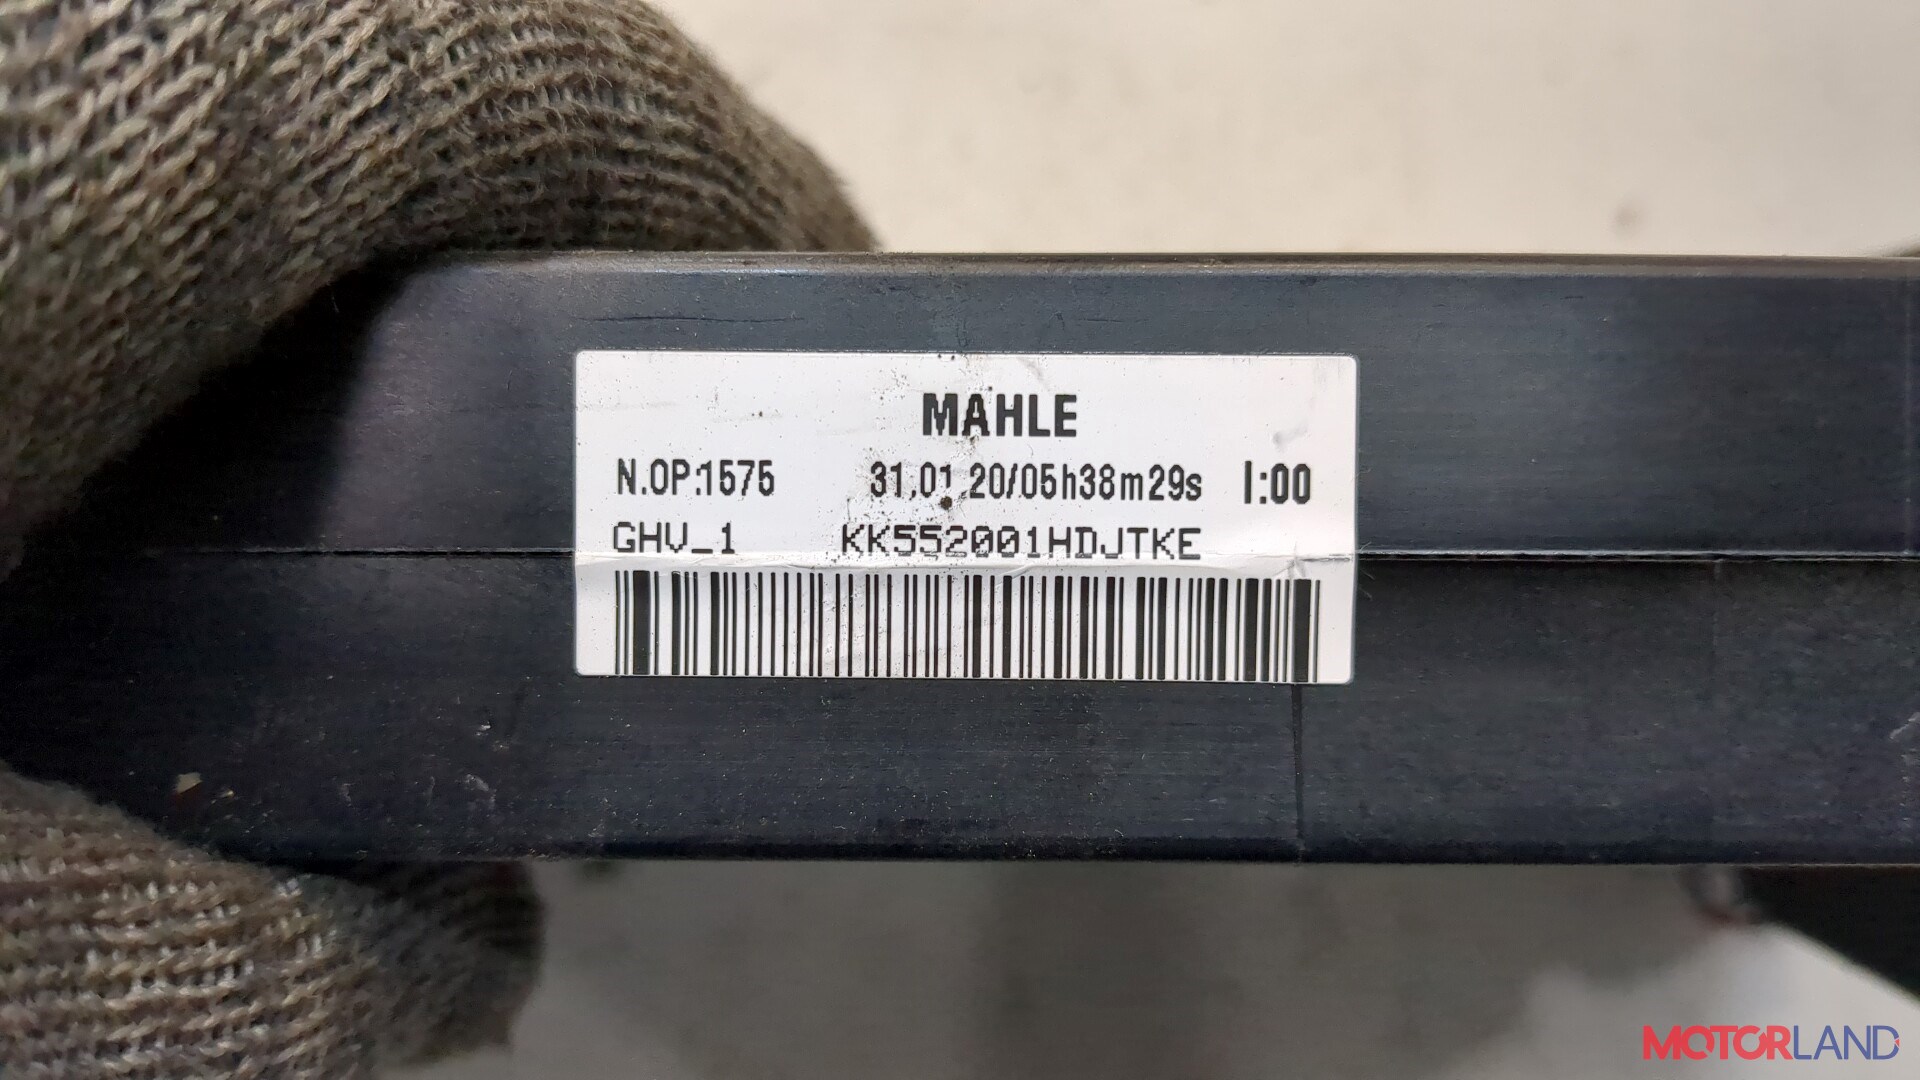 MAHLE
N.OP.:1575 31.01.20/05h38m29s I:00
GHV_1 KK552001HDJTKE
MOTORLAND